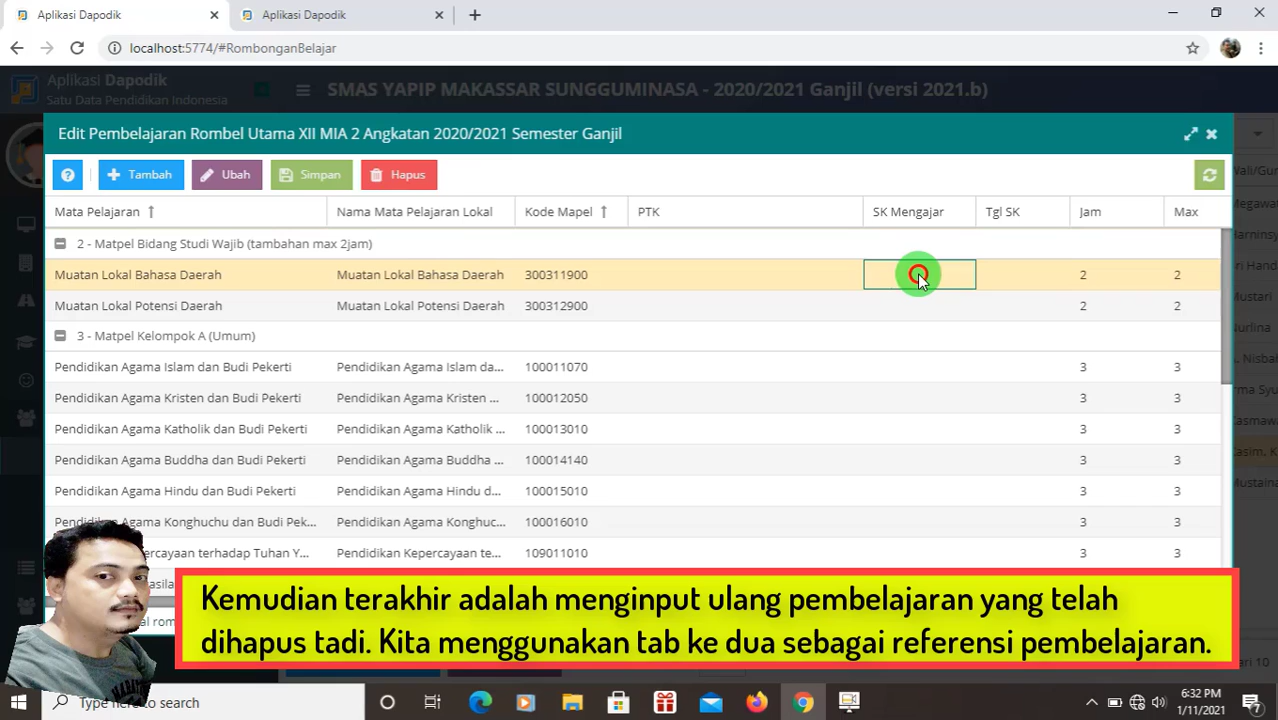 Aplikasi Dapodik
Aplikasi Dapodik
localhost:5774/#RombonganBelajar
Aplikasi Dapodik
Satu Data Pendidikan Indonesia
SMAS YAPIP MAKASSAR SUNGGUMINASA - 2020/2021 Ganjil (versi 2021.b)
Edit Pembelajaran Rombel Utama XII MIA 2 Angkatan 2020/2021 Semester Ganjil
Tambah Ubah Simpan Hapus
Mata Pelajaran Nama Mata Pelajaran Lokal Kode Mapel PTK SK Mengajar Tgl SK Jam Max
2 - Matpel Bidang Studi Wajib (tambahan max 2jam)
Muatan Lokal Bahasa Daerah Muatan Lokal Bahasa Daerah 300311900 2 2
Muatan Lokal Potensi Daerah Muatan Lokal Potensi Daerah 300312900 2 2
3 - Matpel Kelompok A (Umum)
Pendidikan Agama Islam dan Budi Pekerti Pendidikan Agama Islam da... 100011070 3 3
Pendidikan Agama Kristen dan Budi Pekerti Pendidikan Agama Kristen ... 100012050 3 3
Pendidikan Agama Katholik dan Budi Pekerti Pendidikan Agama Katholik ... 100013010 3 3
Pendidikan Agama Buddha dan Budi Pekerti Pendidikan Agama Buddha ... 100014140 3 3
Pendidikan Agama Hindu dan Budi Pekerti Pendidikan Agama Hindu d... 100015010 3 3
Pendidikan Agama Konghuchu dan Budi Pek... Pendidikan Agama Konghuc... 100016010 3 3
ercayaan terhadap Tuhan Y... Pendidikan Kepercayaan te... 109011010 3 3
Kemudian terakhir adalah menginput ulang pembelajaran yang telah
dihapus tadi. Kita menggunakan tab ke dua sebagai referensi pembelajaran.
Type here to search
6:32 PM
1/11/2021